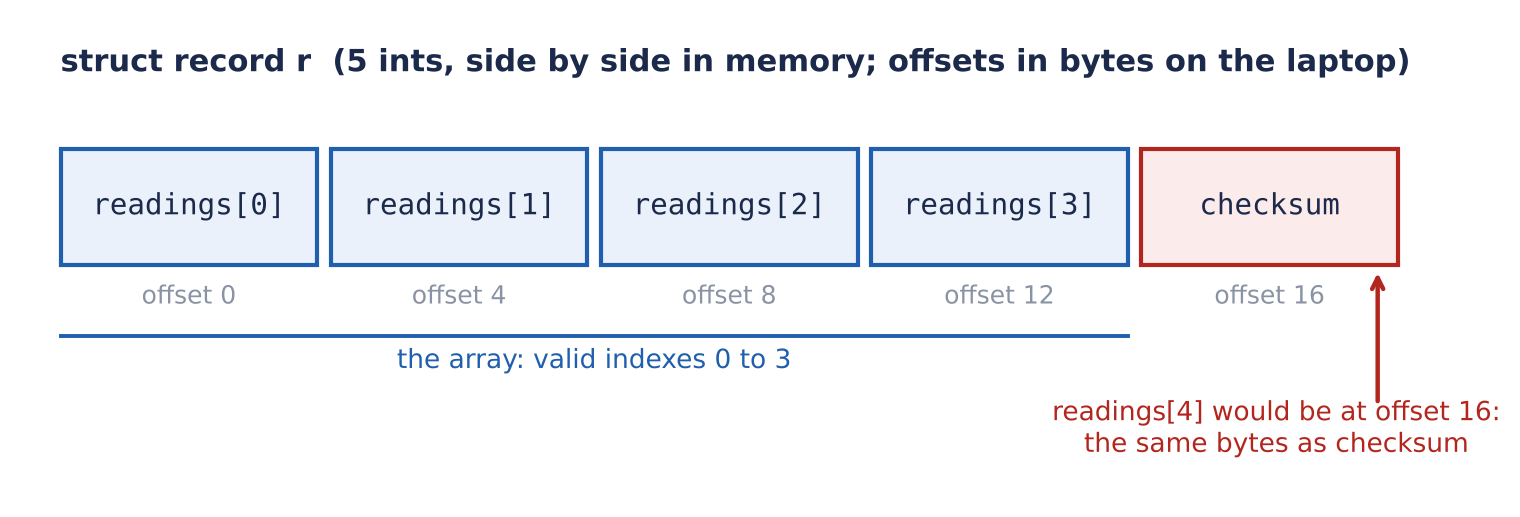 struct record r  (5 ints, side by side in memory; offsets in bytes on the laptop)
readings[0] readings[1] readings[2] readings[3] checksum
offset 0 offset 4 offset 8 offset 12 offset 16
the array: valid indexes 0 to 3
readings[4] would be at offset 16:
the same bytes as checksum